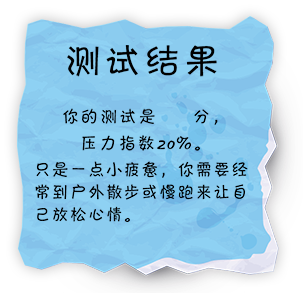 测试结果
你的测试是 分，
压力指数20%。
只是一点小疲惫，你需要经
常到户外散步或慢跑来让自
己放松心情。